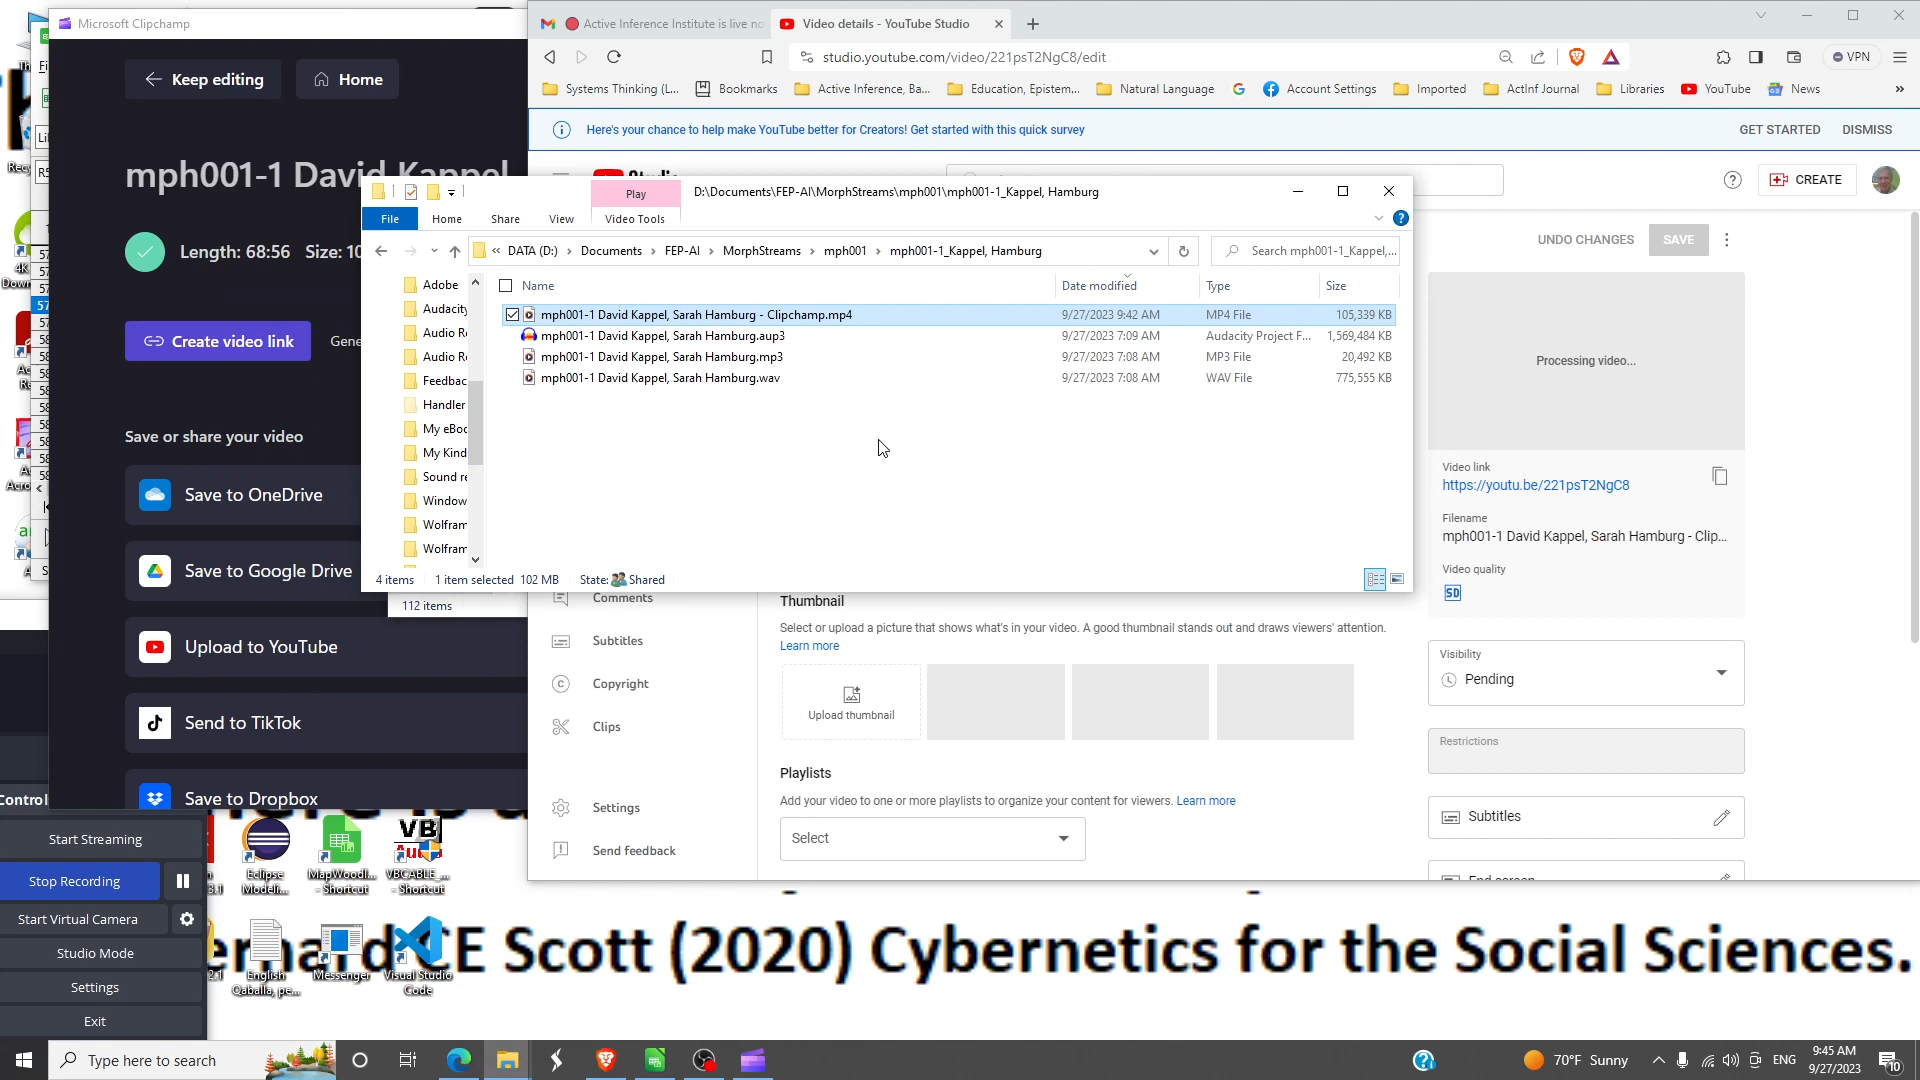 Microsoft Clipchamp
Keep editing
Home
mph001-1 David Kappel
Length: 68:56
Size: 10
Create video link
Gene
Save or share your video
Save to OneDrive
Save to Google Drive
Upload to YouTube
Send to TikTok
Save to Dropbox
Active Inference Institute is live no
Video details - YouTube Studio
studio.youtube.com/video/221psT2NgC8/edit
VPN
Systems Thinking (L...
Bookmarks
Active Inference, Ba...
Education, Epistem...
Natural Language
Account Settings
Imported
ActInf Journal
Libraries
YouTube
News
Here's your chance to help make YouTube better for Creators! Get started with this quick survey
GET STARTED
DISMISS
CREATE
UNDO CHANGES
SAVE
Play
D:\Documents\FEP-AI\MorphStreams\mph001\mph001-1_Kappel, Hamburg
File
Home
Share
View
Video Tools
DATA (D:)
Documents
FEP-AI
MorphStreams
mph001
mph001-1_Kappel, Hamburg
Search mph001-1_Kappel,...
Name
Date modified
Type
Size
mph001-1 David Kappel, Sarah Hamburg - Clipchamp.mp4
9/27/2023 9:42 AM
MP4 File
105,339 KB
mph001-1 David Kappel, Sarah Hamburg.aup3
9/27/2023 7:09 AM
Audacity Project F...
1,569,484 KB
mph001-1 David Kappel, Sarah Hamburg.mp3
9/27/2023 7:08 AM
MP3 File
20,492 KB
mph001-1 David Kappel, Sarah Hamburg.wav
9/27/2023 7:08 AM
WAV File
775,555 KB
Adobe
Audacity
Audio Re
Audio Re
Feedbac
Handler
My eBoo
My Kind
Sound re
Window
Wolfram
Wolfram
4 items
1 item selected
102 MB
State:
Shared
112 items
Processing video...
Video link
https://youtu.be/221psT2NgC8
Filename
mph001-1 David Kappel, Sarah Hamburg - Clip...
Video quality
SD
Visibility
Pending
Restrictions
Subtitles
End screen
Comments
Subtitles
Copyright
Clips
Settings
Send feedback
Thumbnail
Select or upload a picture that shows what's in your video. A good thumbnail stands out and draws viewers' attention.
Learn more
Upload thumbnail
Playlists
Add your video to one or more playlists to organize your content for viewers. Learn more
Select
Control
Start Streaming
Stop Recording
Start Virtual Camera
Studio Mode
Settings
Exit
Eclipse
Modeli...
MapWoodl...
- Shortcut
VB
Audio
VBCABLE_...
- Shortcut
English
Qaballa, pe...
Messenger
Visual Studio
Code
CE Scott (2020) Cybernetics for the Social Sciences.
Type here to search
70°F Sunny
ENG
9:45 AM
9/27/2023
10